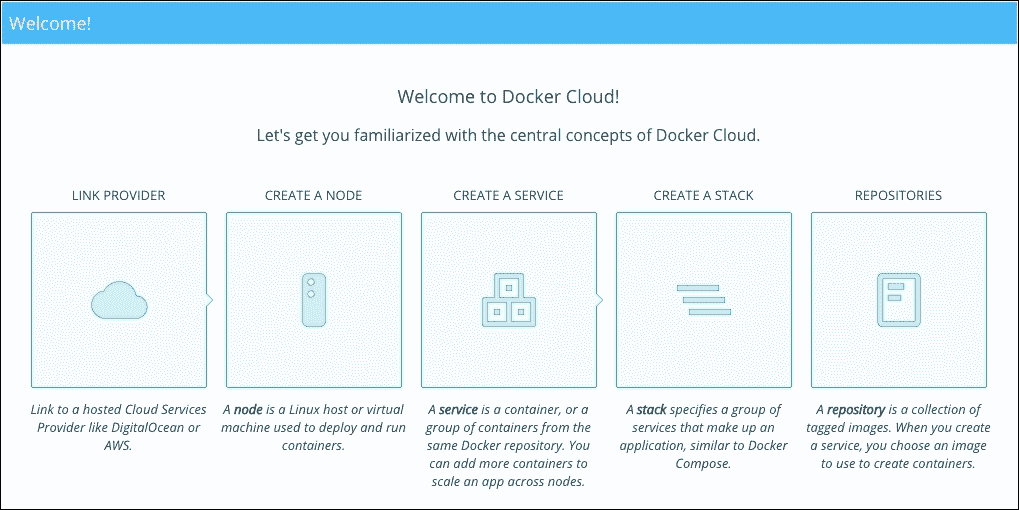 Welcome!
Welcome to Docker Cloud!
Let's get you familiarized with the central concepts of Docker Cloud.
LINK PROVIDER
Link to a hosted Cloud Services
Provider like DigitalOcean or
AWS.
CREATE A NODE
A node is a Linux host or virtual
machine used to deploy and run
containers.
CREATE A SERVICE
A service is a container, or a
group of containers from the
same Docker repository. You
can add more containers to
scale an app across nodes.
CREATE A STACK
A stack specifies a group of
services that make up an
application, similar to Docker
Compose.
REPOSITORIES
A repository is a collection of
tagged images. When you create
a service, you choose an image
to use to create containers.